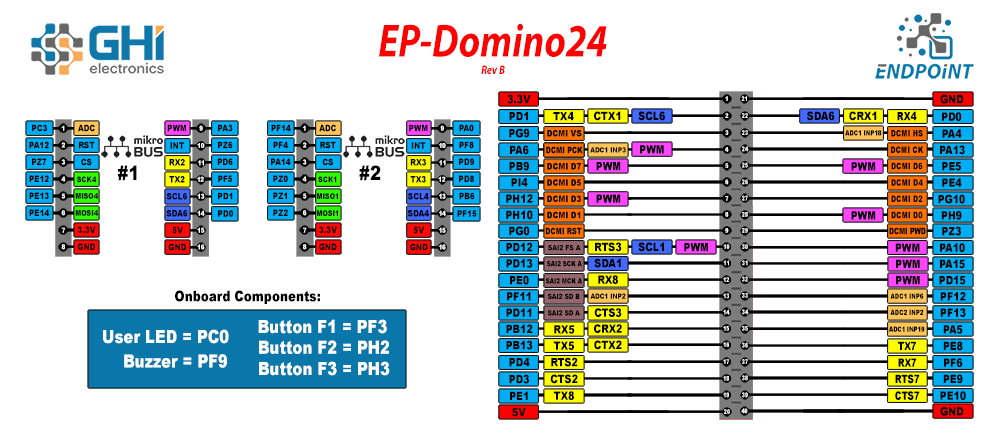 GHI electronics
EP-Domino24
Rev B
ENDPOiNT
PC3 1 ADC PWM 9 PA3
PA12 2 RST INT 10 PZ6
PZ7 3 CS RX2 11 PD6
PE12 4 SCK4 TX2 12 PF5
PE13 5 MISO4 SCL6 13 PD1
PE14 6 MOSI4 SDA6 14 PD0
7 3.3V 5V 15
8 GND GND 16
mikro BUS
#1
PF14 1 ADC PWM 9 PA0
PF4 2 RST INT 10 PF8
PA14 3 CS RX3 11 PD9
PZ0 4 SCK1 TX3 12 PD8
PZ1 5 MISO1 SCL4 13 PB6
PZ2 6 MOSI1 SDA4 14 PF15
7 3.3V 5V 15
8 GND GND 16
mikro BUS
#2
Onboard Components:
User LED = PC0
Buzzer = PF9
Button F1 = PF3
Button F2 = PH2
Button F3 = PH3
3.3V 1 21 GND
PD1 TX4 CTX1 SCL6 2 22 SDA6 CRX1 RX4 PD0
PG9 DCMI VS 3 23 ADC1 INP18 DCMI HS PA4
PA6 DCMI PCK ADC1 INP3 PWM 4 24 DCMI CK PA13
PB9 DCMI D7 PWM 5 25 PWM DCMI D6 PE5
PI4 DCMI D5 6 26 DCMI D4 PE4
PH12 DCMI D3 PWM 7 27 DCMI D2 PG10
PH10 DCMI D1 8 28 PWM DCMI D0 PH9
PG0 DCMI RST 9 29 DCMI PWD PZ3
PD12 SAI2 FS A RTS3 SCL1 PWM 10 30 PWM PA10
PD13 SAI2 SCK A SDA1 11 31 PWM PA15
PE0 SAI2 MCK A RX8 12 32 PWM PD15
PF11 SAI2 SD B ADC1 INP2 13 33 ADC1 INP6 PF12
PD11 SAI2 SD A CTS3 14 34 ADC2 INP2 PF13
PB12 RX5 CRX2 15 35 ADC1 INP19 PA5
PB13 TX5 CTX2 16 36 TX7 PE8
PD4 RTS2 17 37 RX7 PF6
PD3 CTS2 18 38 RTS7 PE9
PE1 TX8 19 39 CTS7 PE10
5V 20 40 GND